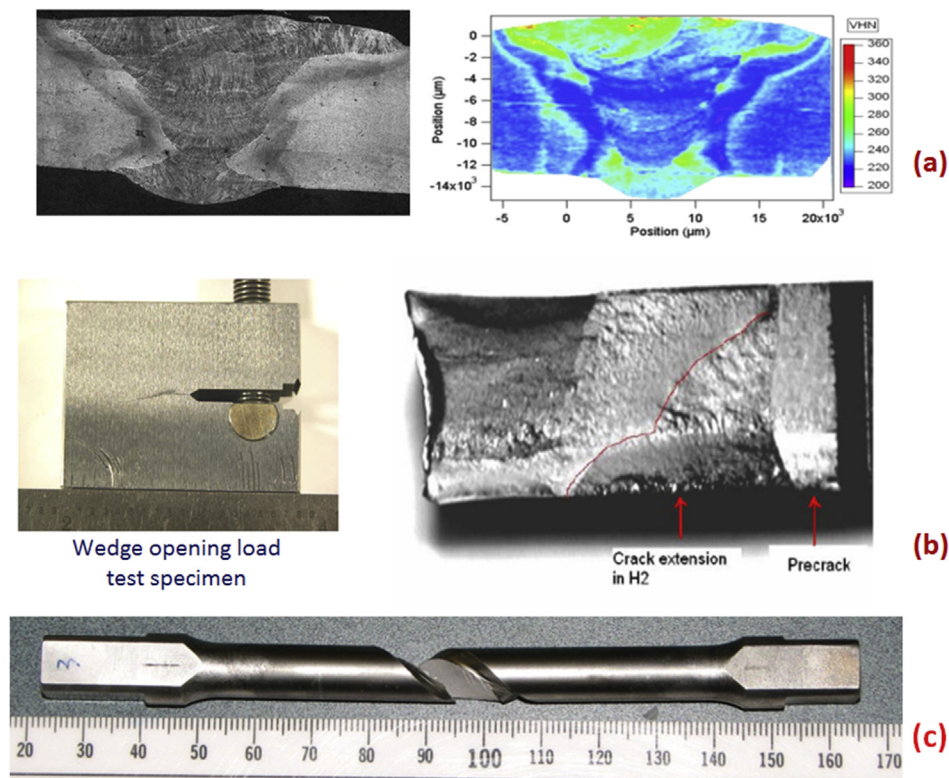 VHN
0
-2
-4
-6
-8
-10
-12
-14x10³
Position (µm)
-5
0
5
10
15
20x10³
Position (µm)
360
340
320
300
280
260
240
220
200
(a)
Wedge opening load
test specimen
Crack extension
in H2
Precrack
(b)
3
20 30 40 50 60 70 80 90 100 110 120 130 140 150 160 170
(c)